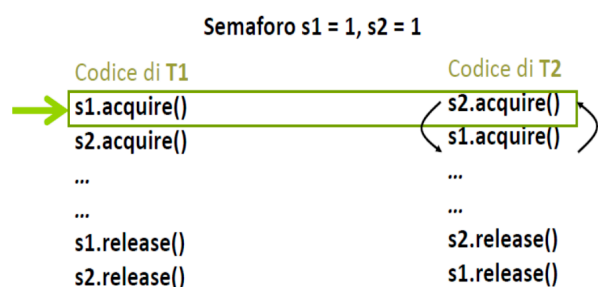 Semaforo s1 = 1, s2 = 1
Codice di T1
s1.acquire()
s2.acquire()
...
...
s1.release()
s2.release()
Codice di T2
s2.acquire()
s1.acquire()
...
...
s2.release()
s1.release()